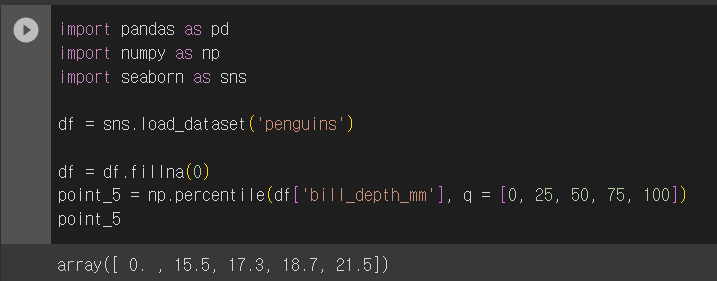 import pandas as pd
import numpy as np
import seaborn as sns
df = sns.load_dataset('penguins')
df = df.fillna(0)
point_5 = np.percentile(df['bill_depth_mm'], q = [0, 25, 50, 75, 100])
point_5
array([ 0. , 15.5, 17.3, 18.7, 21.5])